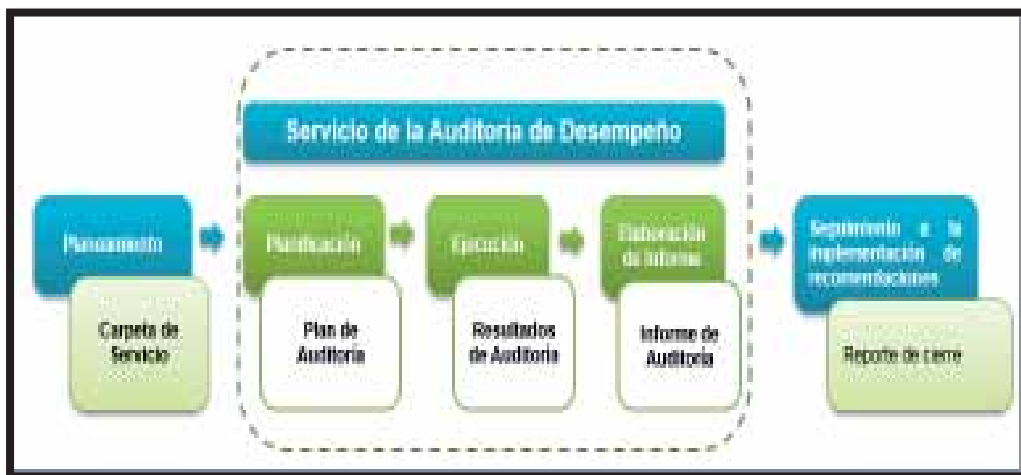 Servicio de la Auditoria de Desempeño
Planeamiento
Carpeta de
Servicio
Planificación
Plan de
Auditoría
Ejecución
Resultados
de Auditoría
Elaboración
de Informe
Informe de
Auditoría
Seguimiento a la
implementación de
recomendaciones
Reporte de cierre